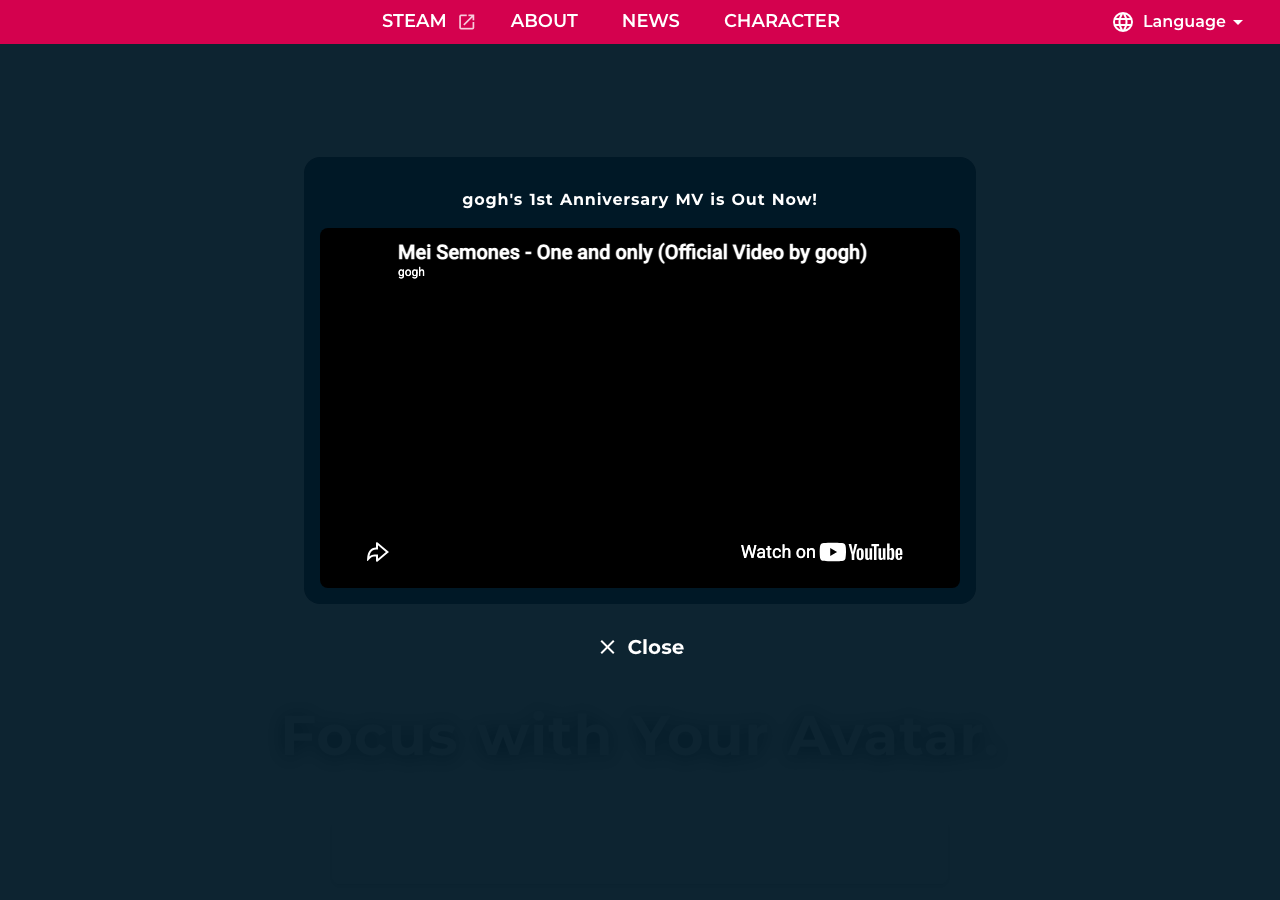 STEAM ABOUT NEWS CHARACTER Language
gogh's 1st Anniversary MV is Out Now!
Mei Semones - One and only (Official Video by gogh)
gogh
Watch on YouTube
Close
Focus with Your Avatar.